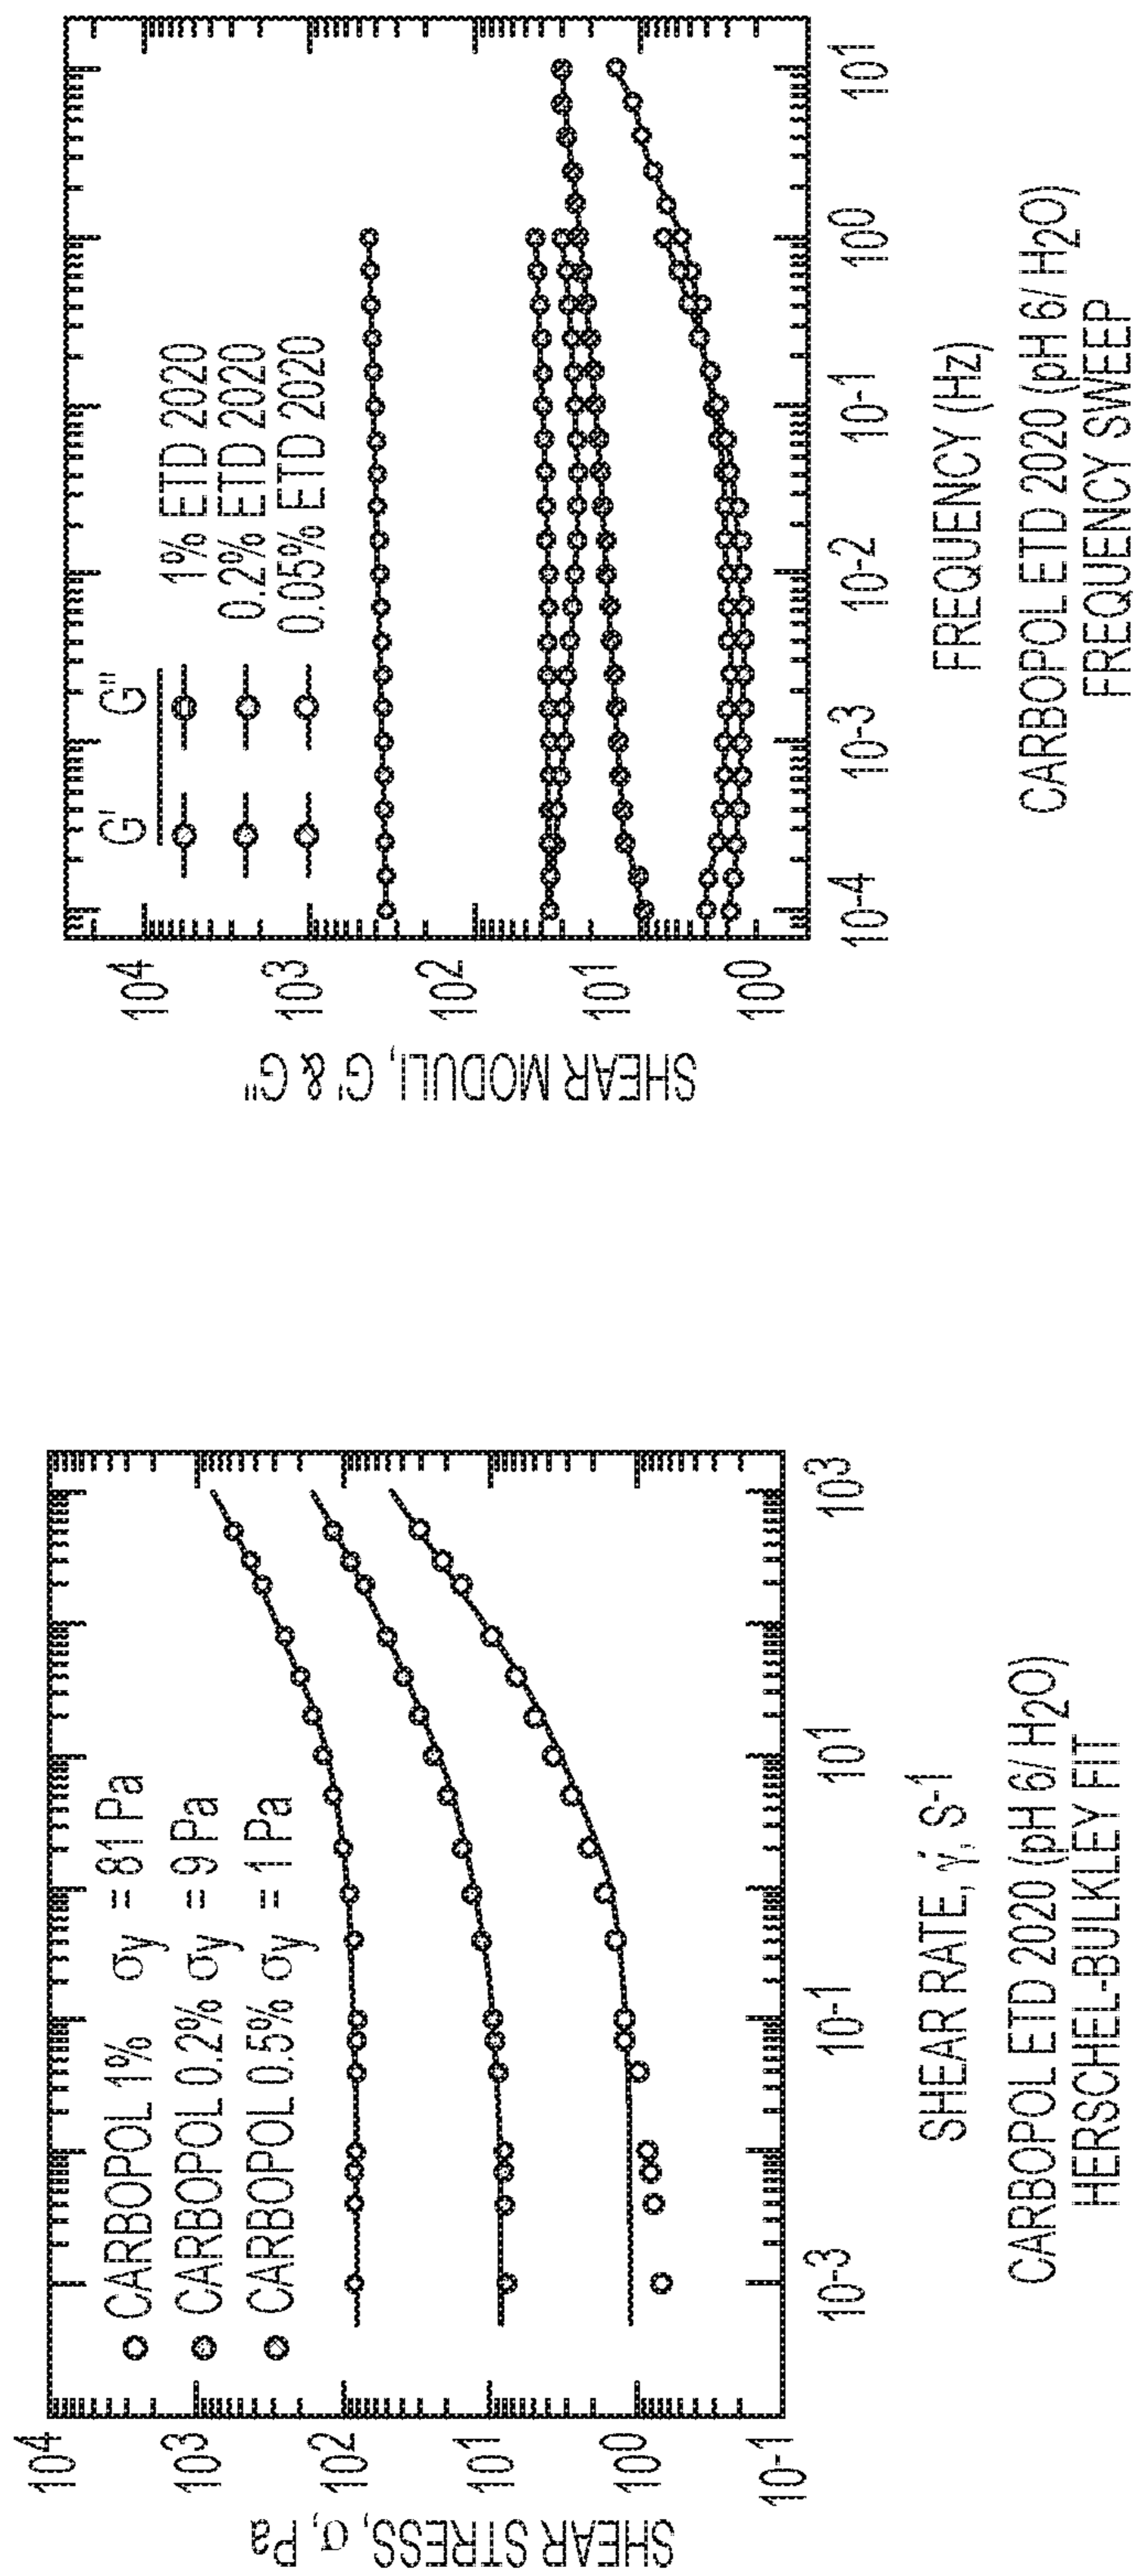 10⁴
10³
10²
10¹
10⁰
10-1
SHEAR STRESS, σ, Pa
CARBOPOL 1% σy = 81 Pa
CARBOPOL 0.2% σy = 9 Pa
CARBOPOL 0.5% σy = 1 Pa
10-3
10-1
10¹
10³
SHEAR RATE, γ̇, S-1
CARBOPOL ETD 2020 (pH 6/ H₂O)
HERSCHEL-BULKLEY FIT
10⁴
10³
10²
10¹
10⁰
SHEAR MODULI, G' & G"
G' G"
1% ETD 2020
0.2% ETD 2020
0.05% ETD 2020
10-4
10-3
10-2
10-1
10⁰
10¹
FREQUENCY (Hz)
CARBOPOL ETD 2020 (pH 6/ H₂O)
FREQUENCY SWEEP